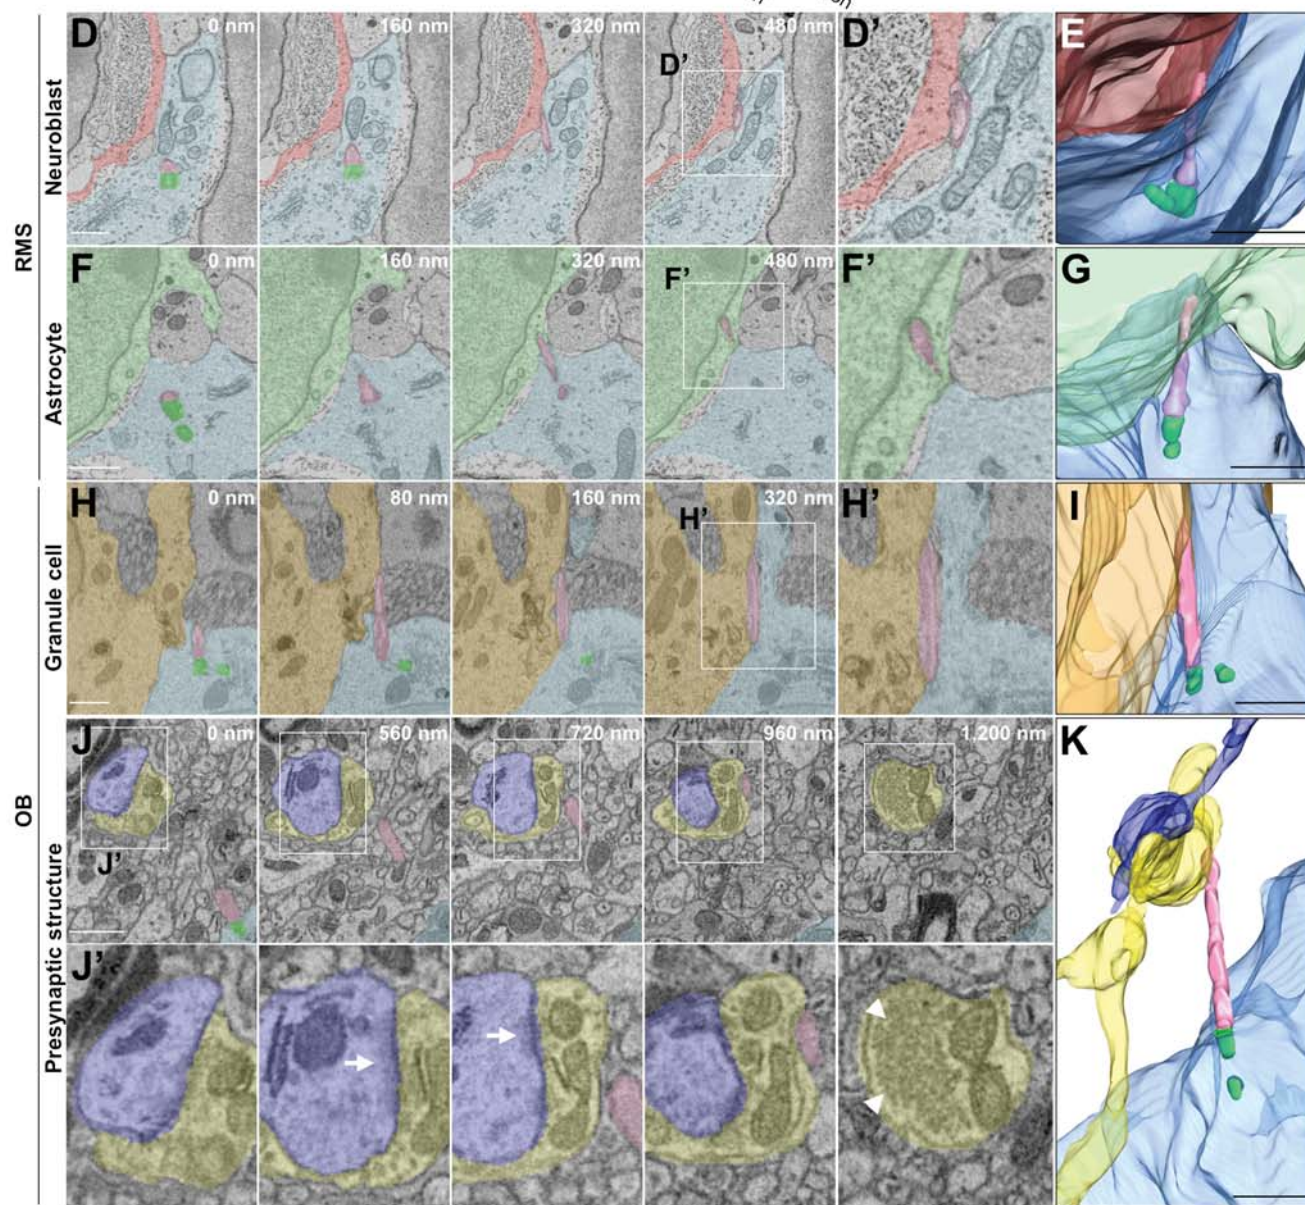 D 0 nm 160 nm 320 nm 480 nm D' E
D'
Neuroblast
F 0 nm 160 nm 320 nm 480 nm F' G
F'
Astrocyte
RMS
H 0 nm 80 nm 160 nm 320 nm H' I
H'
Granule cell
J 0 nm 560 nm 720 nm 960 nm 1,200 nm K
J'
J'
Presynaptic structure
OB